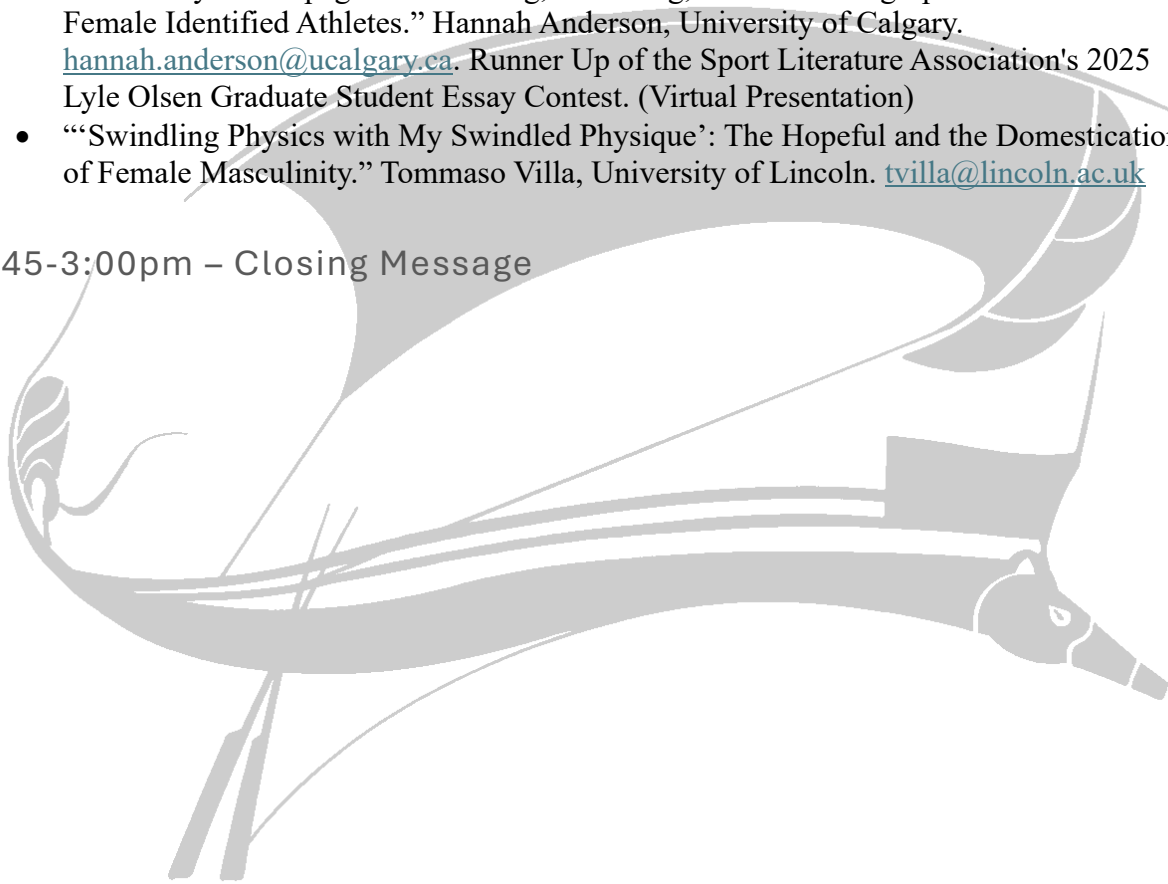 Female Identified Athletes.” Hannah Anderson, University of Calgary.
hannah.anderson@ucalgary.ca. Runner Up of the Sport Literature Association's 2025
Lyle Olsen Graduate Student Essay Contest. (Virtual Presentation)
• “‘Swindling Physics with My Swindled Physique’: The Hopeful and the Domestication
of Female Masculinity.” Tommaso Villa, University of Lincoln. tvilla@lincoln.ac.uk
45-3:00pm – Closing Message